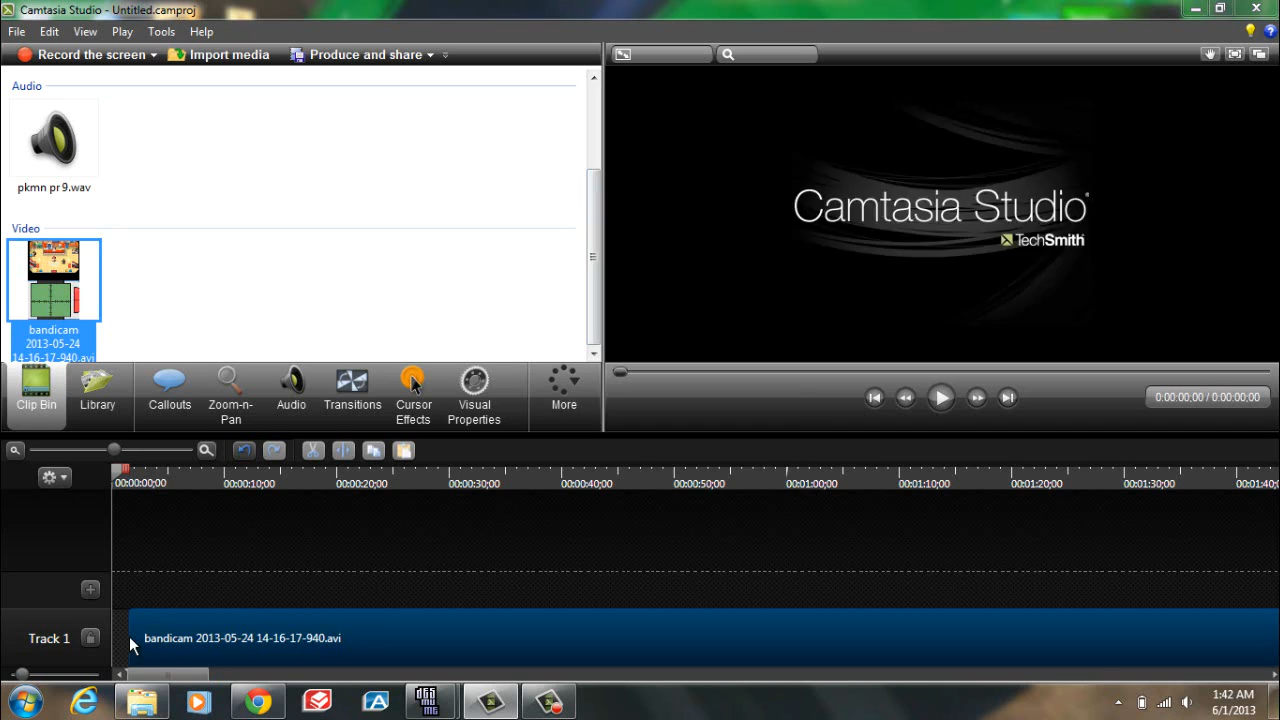 Camtasia Studio - Untitled.camproj
File Edit View Play Tools Help
Record the screen Import media Produce and share
Audio
pkmn pr 9.wav
Video
bandicam
2013-05-24
14-16-17-940.avi
Camtasia Studio
TechSmith
Clip Bin Library Callouts Zoom-n-Pan Audio Transitions Cursor Effects Visual Properties More
0:00:00;00 / 0:00:00;00
00:00:00;00 00:00:10;00 00:00:20;00 00:00:30;00 00:00:40;00 00:00:50;00 00:01:00;00 00:01:10;00 00:01:20;00 00:01:30;00 00:01:40;
Track 1 bandicam 2013-05-24 14-16-17-940.avi
1:42 AM
6/1/2013